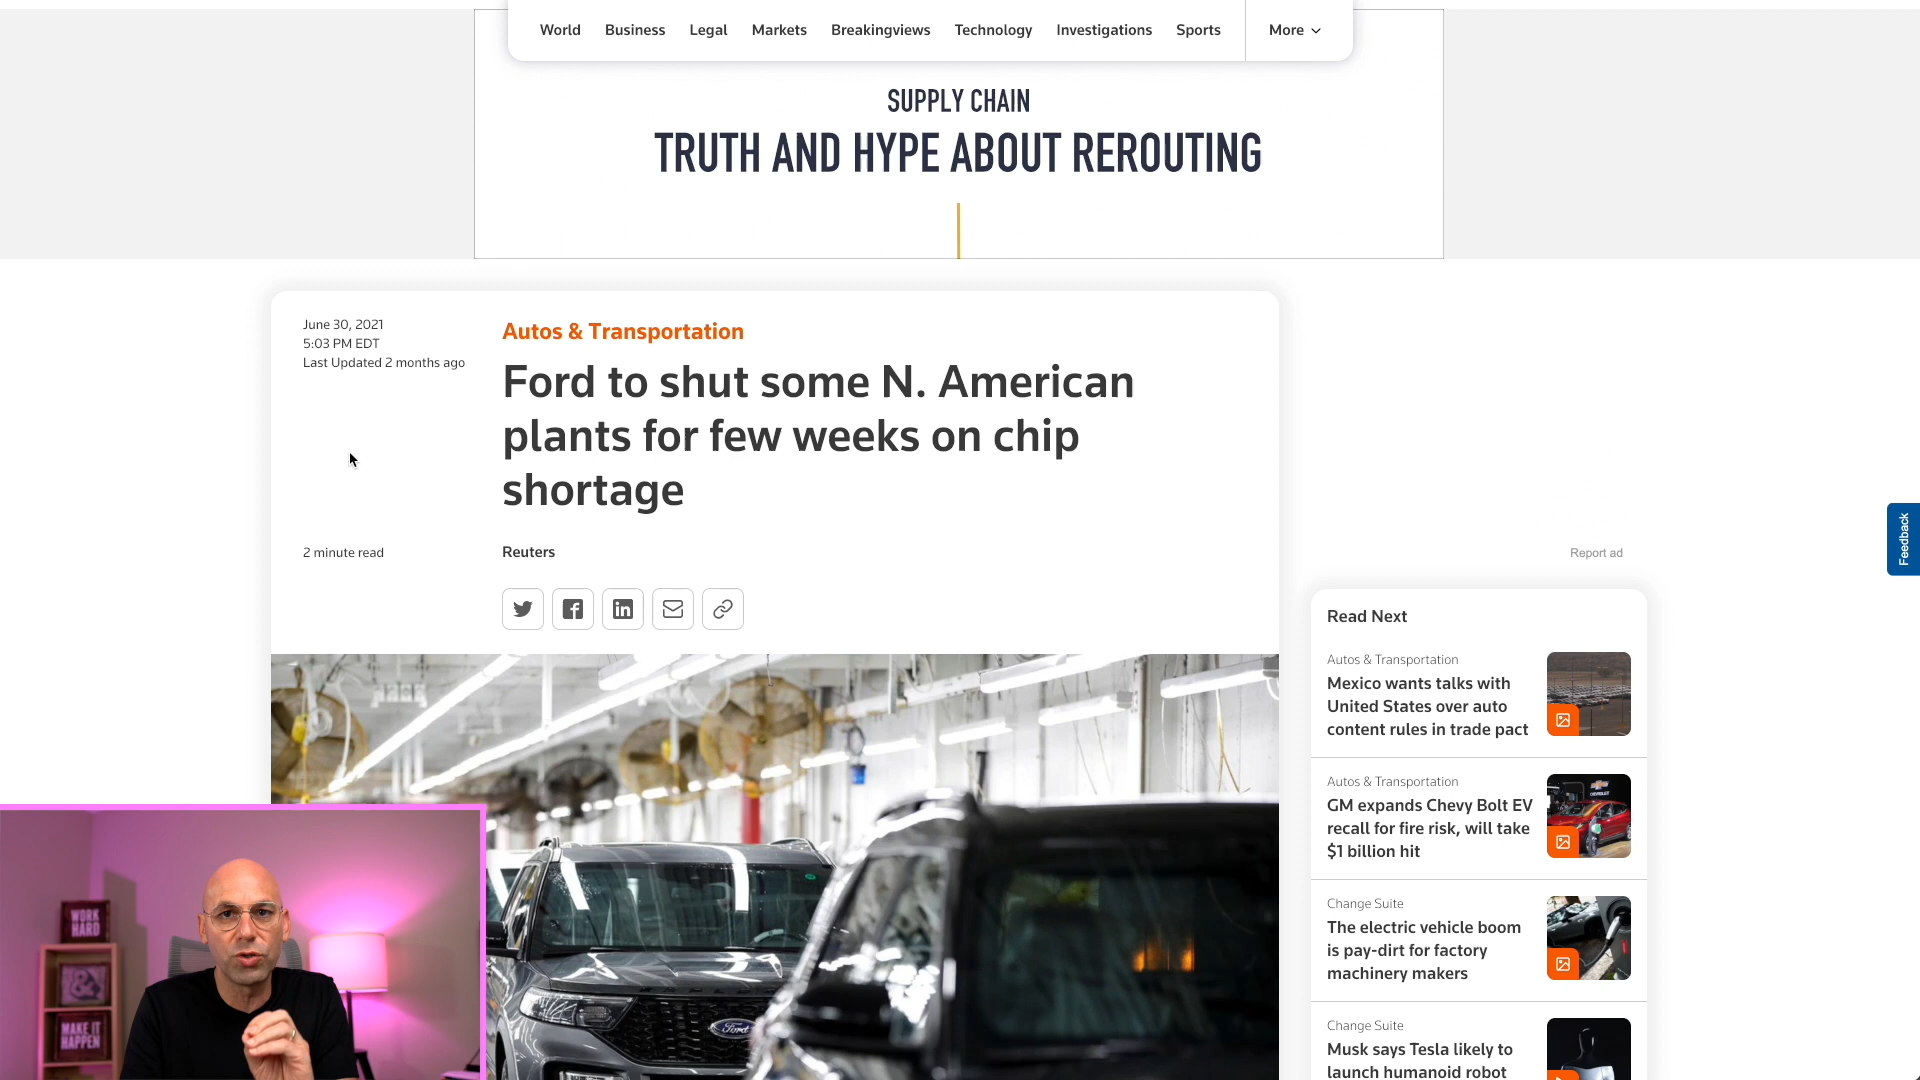 World Business Legal Markets Breakingviews Technology Investigations Sports More
SUPPLY CHAIN
TRUTH AND HYPE ABOUT REROUTING
June 30, 2021
5:03 PM EDT
Last Updated 2 months ago
Autos & Transportation
Ford to shut some N. American
plants for few weeks on chip
shortage
2 minute read
Reuters
Report ad
Feedback
Read Next
Autos & Transportation
Mexico wants talks with
United States over auto
content rules in trade pact
Autos & Transportation
GM expands Chevy Bolt EV
recall for fire risk, will take
$1 billion hit
Change Suite
The electric vehicle boom
is pay-dirt for factory
machinery makers
Change Suite
Musk says Tesla likely to
launch humanoid robot
WORK
HARD
&
MAKE IT
HAPPEN
Ford